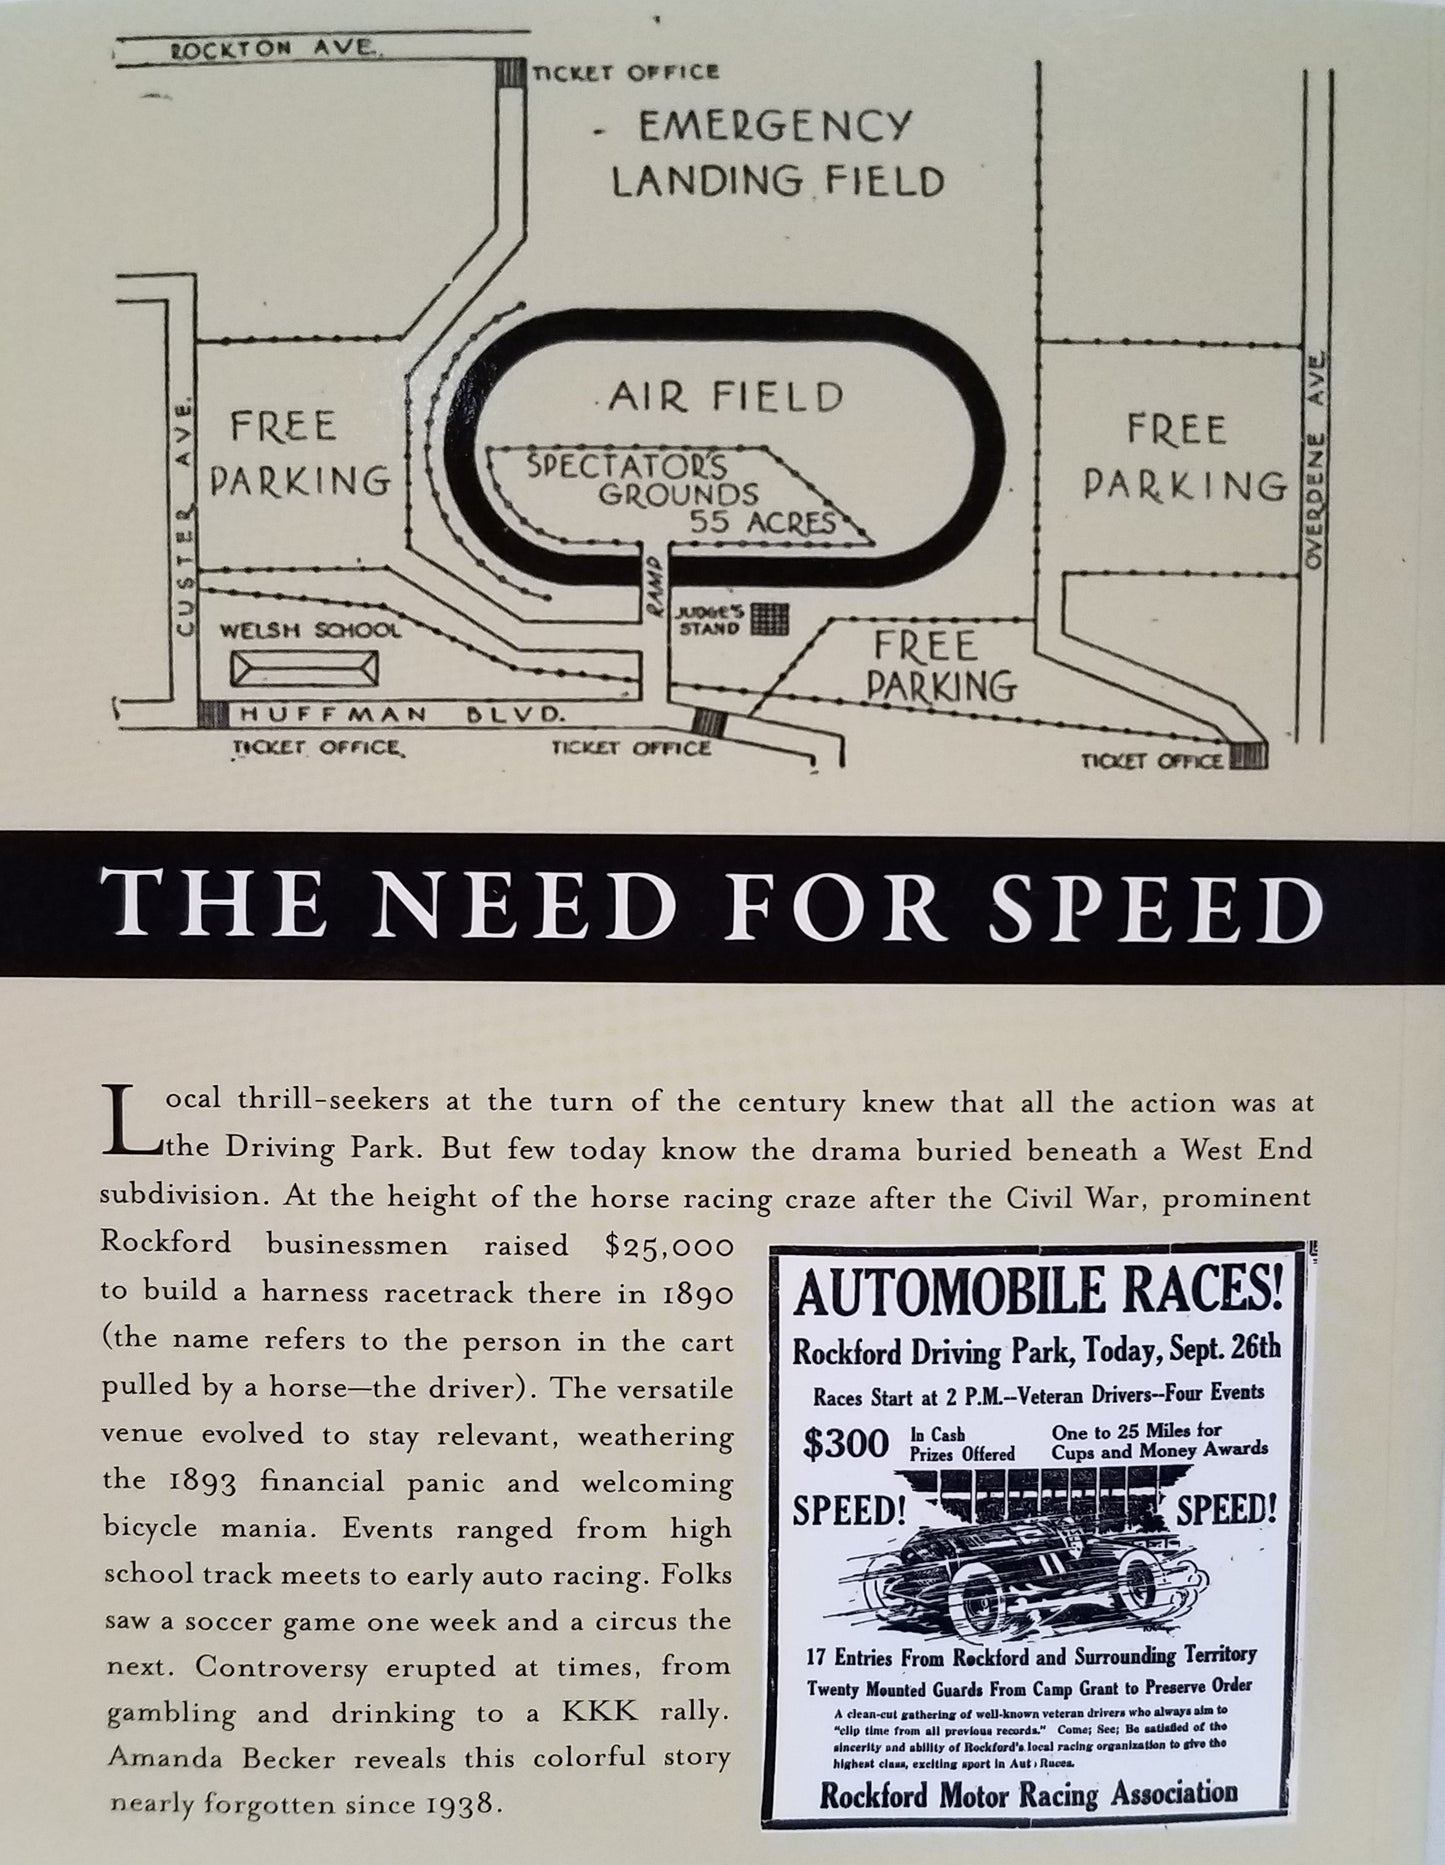 ROCKTON AVE.
TICKET OFFICE
EMERGENCY
LANDING FIELD
AIR FIELD
FREE
PARKING
CUSTER AVE.
SPECTATOR'S
GROUNDS
55 ACRES
FREE
PARKING
OVERDENE AVE.
RAMP
JUDGE'S
STAND
WELSH SCHOOL
FREE
PARKING
HUFFMAN BLVD.
TICKET OFFICE
TICKET OFFICE
TICKET OFFICE
THE NEED FOR SPEED
Local thrill-seekers at the turn of the century knew that all the action was at
the Driving Park. But few today know the drama buried beneath a West End
subdivision. At the height of the horse racing craze after the Civil War, prominent
Rockford businessmen raised $25,000
to build a harness racetrack there in 1890
(the name refers to the person in the cart
pulled by a horse—the driver). The versatile
venue evolved to stay relevant, weathering
the 1893 financial panic and welcoming
bicycle mania. Events ranged from high
school track meets to early auto racing. Folks
saw a soccer game one week and a circus the
next. Controversy erupted at times, from
gambling and drinking to a KKK rally.
Amanda Becker reveals this colorful story
nearly forgotten since 1938.
AUTOMOBILE RACES!
Rockford Driving Park, Today, Sept. 26th
Races Start at 2 P.M.--Veteran Drivers--Four Events
$300 In Cash
Prizes Offered
One to 25 Miles for
Cups and Money Awards
SPEED! SPEED!
11
17 Entries From Rockford and Surrounding Territory
Twenty Mounted Guards From Camp Grant to Preserve Order
A clean-cut gathering of well-known veteran drivers who always aim to
"clip time from all previous records." Come; See; Be satisfied of the
sincerity and ability of Rockford's local racing organization to give the
highest class, exciting sport in Auto Races.
Rockford Motor Racing Association